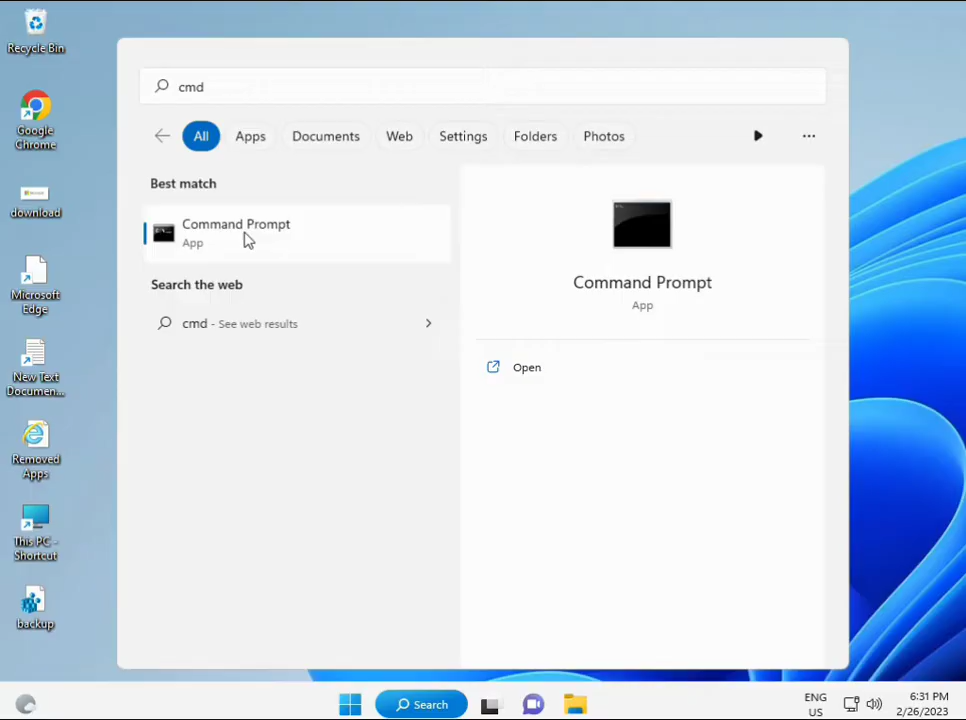 Recycle Bin
Google
Chrome
download
Microsoft
Edge
New Text
Documen...
Removed
Apps
This PC -
Shortcut
backup
cmd
All
Apps
Documents
Web
Settings
Folders
Photos
Best match
Command Prompt
App
Search the web
cmd - See web results
Command Prompt
App
Open
Search
ENG
US
6:31 PM
2/26/2023